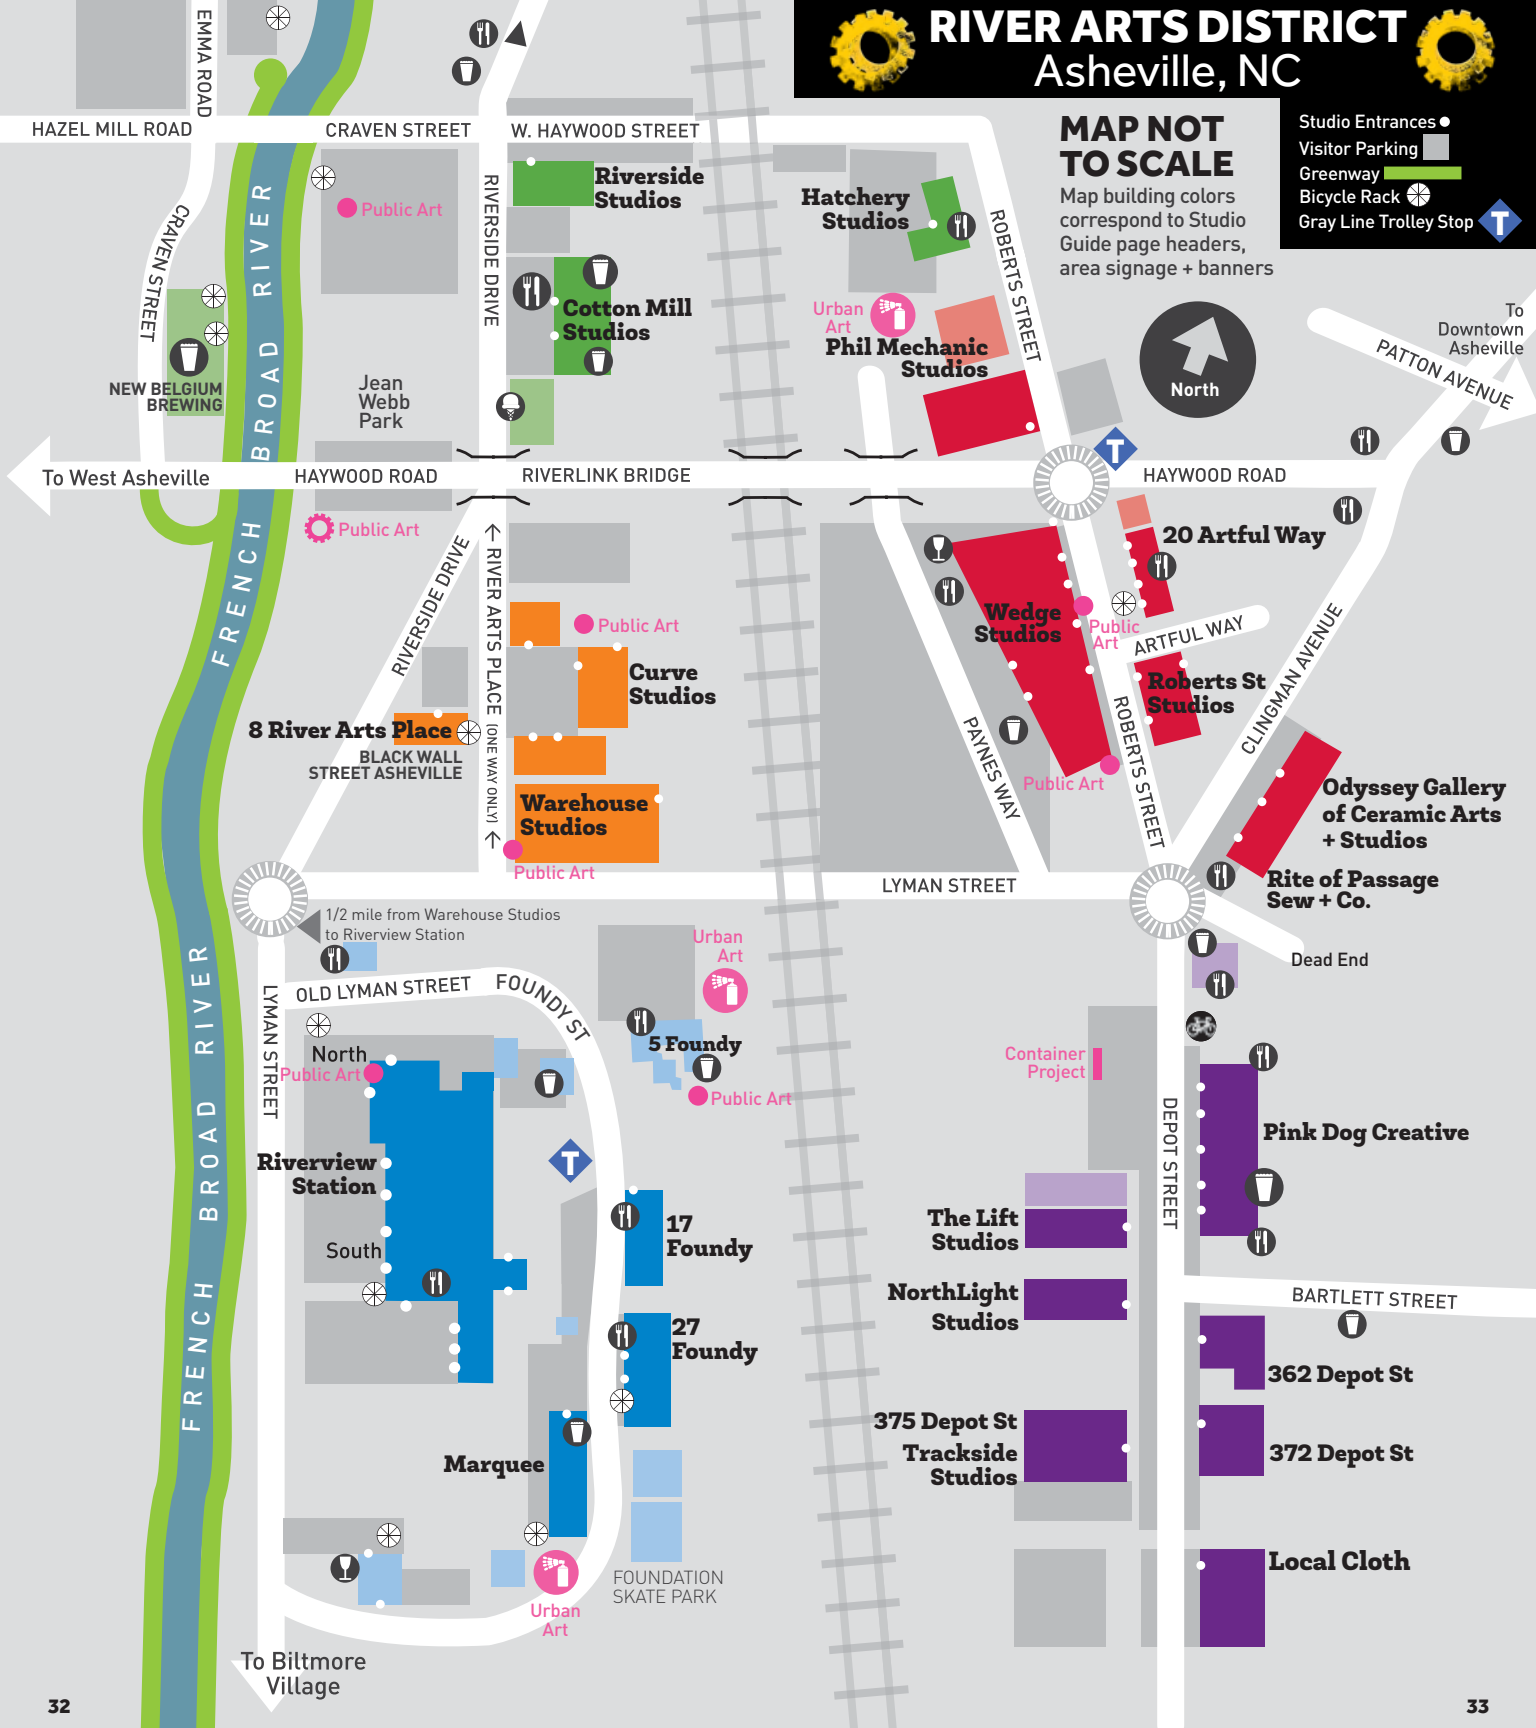 RIVER ARTS DISTRICT
Asheville, NC
MAP NOT
TO SCALE
Map building colors
correspond to Studio
Guide page headers,
area signage + banners
Studio Entrances
Visitor Parking
Greenway
Bicycle Rack
Gray Line Trolley Stop
T
North
To
Downtown
Asheville
PATTON AVENUE
EMMA ROAD
HAZEL MILL ROAD
CRAVEN STREET
W. HAYWOOD STREET
CRAVEN STREET
RIVERSIDE DRIVE
Public Art
Riverside
Studios
Hatchery
Studios
ROBERTS STREET
Cotton Mill
Studios
Urban
Art
Phil Mechanic
Studios
NEW BELGIUM
BREWING
Jean
Webb
Park
FRENCH BROAD RIVER
T
To West Asheville
HAYWOOD ROAD
RIVERLINK BRIDGE
HAYWOOD ROAD
Public Art
RIVERSIDE DRIVE
RIVER ARTS PLACE (ONE WAY ONLY)
20 Artful Way
Public Art
Wedge
Studios
Public
Art
ARTFUL WAY
Curve
Studios
Roberts St
Studios
CLINGMAN AVENUE
8 River Arts Place
BLACK WALL
STREET ASHEVILLE
PAYNES WAY
ROBERTS STREET
Public Art
Warehouse
Studios
Public Art
Odyssey Gallery
of Ceramic Arts
+ Studios
Rite of Passage
Sew + Co.
LYMAN STREET
1/2 mile from Warehouse Studios
to Riverview Station
Dead End
Urban
Art
OLD LYMAN STREET
FOUNDY ST
LYMAN STREET
FRENCH BROAD RIVER
North
Public Art
5 Foundy
Public Art
Container
Project
DEPOT STREET
Pink Dog Creative
T
Riverview
Station
South
17
Foundy
The Lift
Studios
NorthLight
Studios
BARTLETT STREET
27
Foundy
362 Depot St
375 Depot St
Trackside
Studios
372 Depot St
Marquee
Local Cloth
FOUNDATION
SKATE PARK
Urban
Art
To Biltmore
Village
32
33